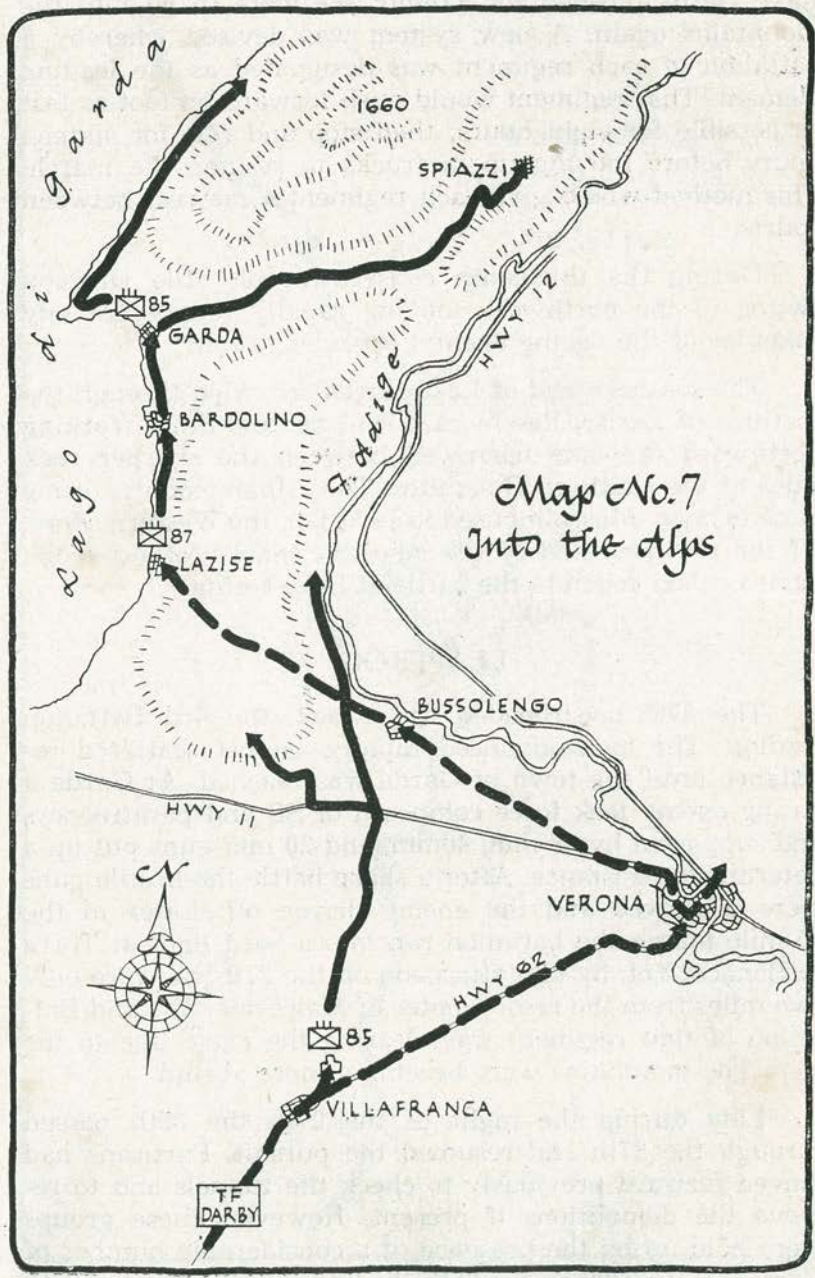 Lago di Garda
1660
SPIAZZI
85
GARDA
HWY 12
BARDOLINO
F. Adige
Map No. 7
Into the Alps
87
LAZISE
BUSSOLENGO
HWY 11
VERONA
N
HWY 62
85
VILLAFRANCA
TF
DARBY